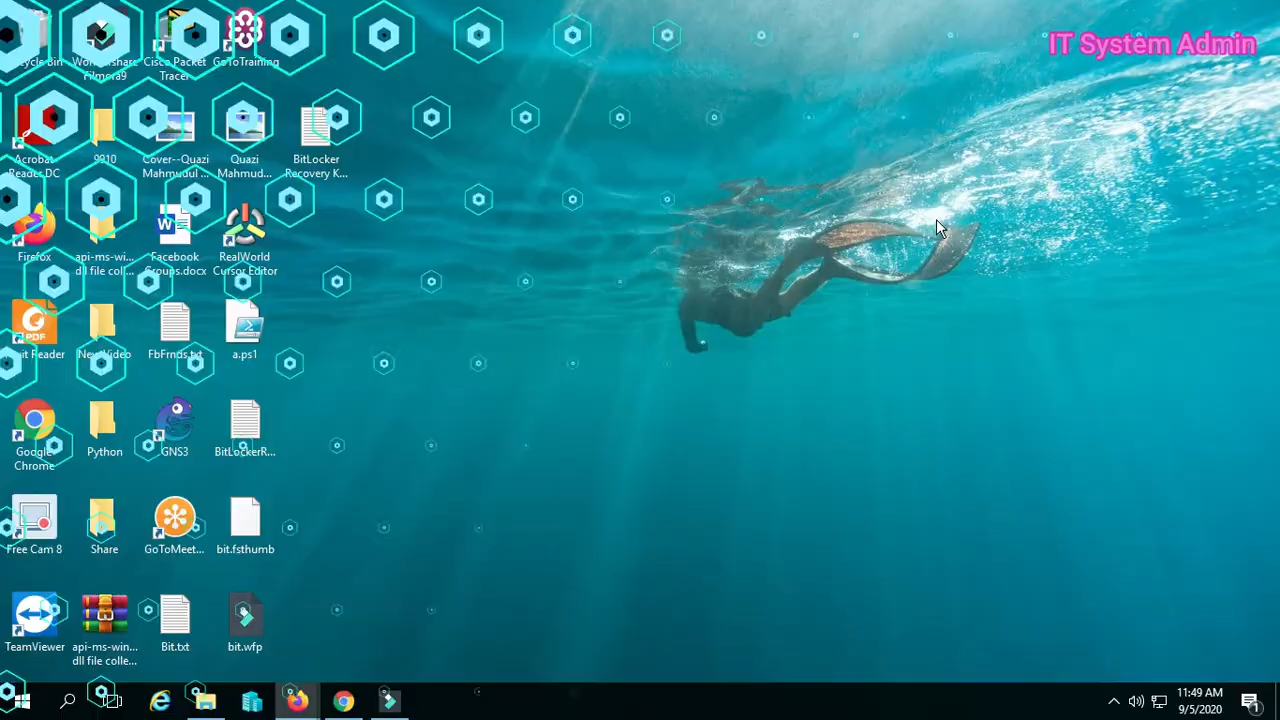 IT System Admin
Cisco Packet
Tracer
GoToTraining
Filmora9
Acrobat
Reader DC
9910
Cover--Quazi
Mahmudul ...
Quazi
Mahmud...
BitLocker
Recovery K...
Firefox
api-ms-win...
dll file coll...
Facebook
Groups.docx
RealWorld
Cursor Editor
Reader
New Video
FbFrnds.txt
a.ps1
Google
Chrome
Python
GNS3
BitLockerR...
Free Cam 8
Share
GoToMeet...
bit.fsthumb
TeamViewer
api-ms-win...
dll file colle...
Bit.txt
bit.wfp
11:49 AM
9/5/2020